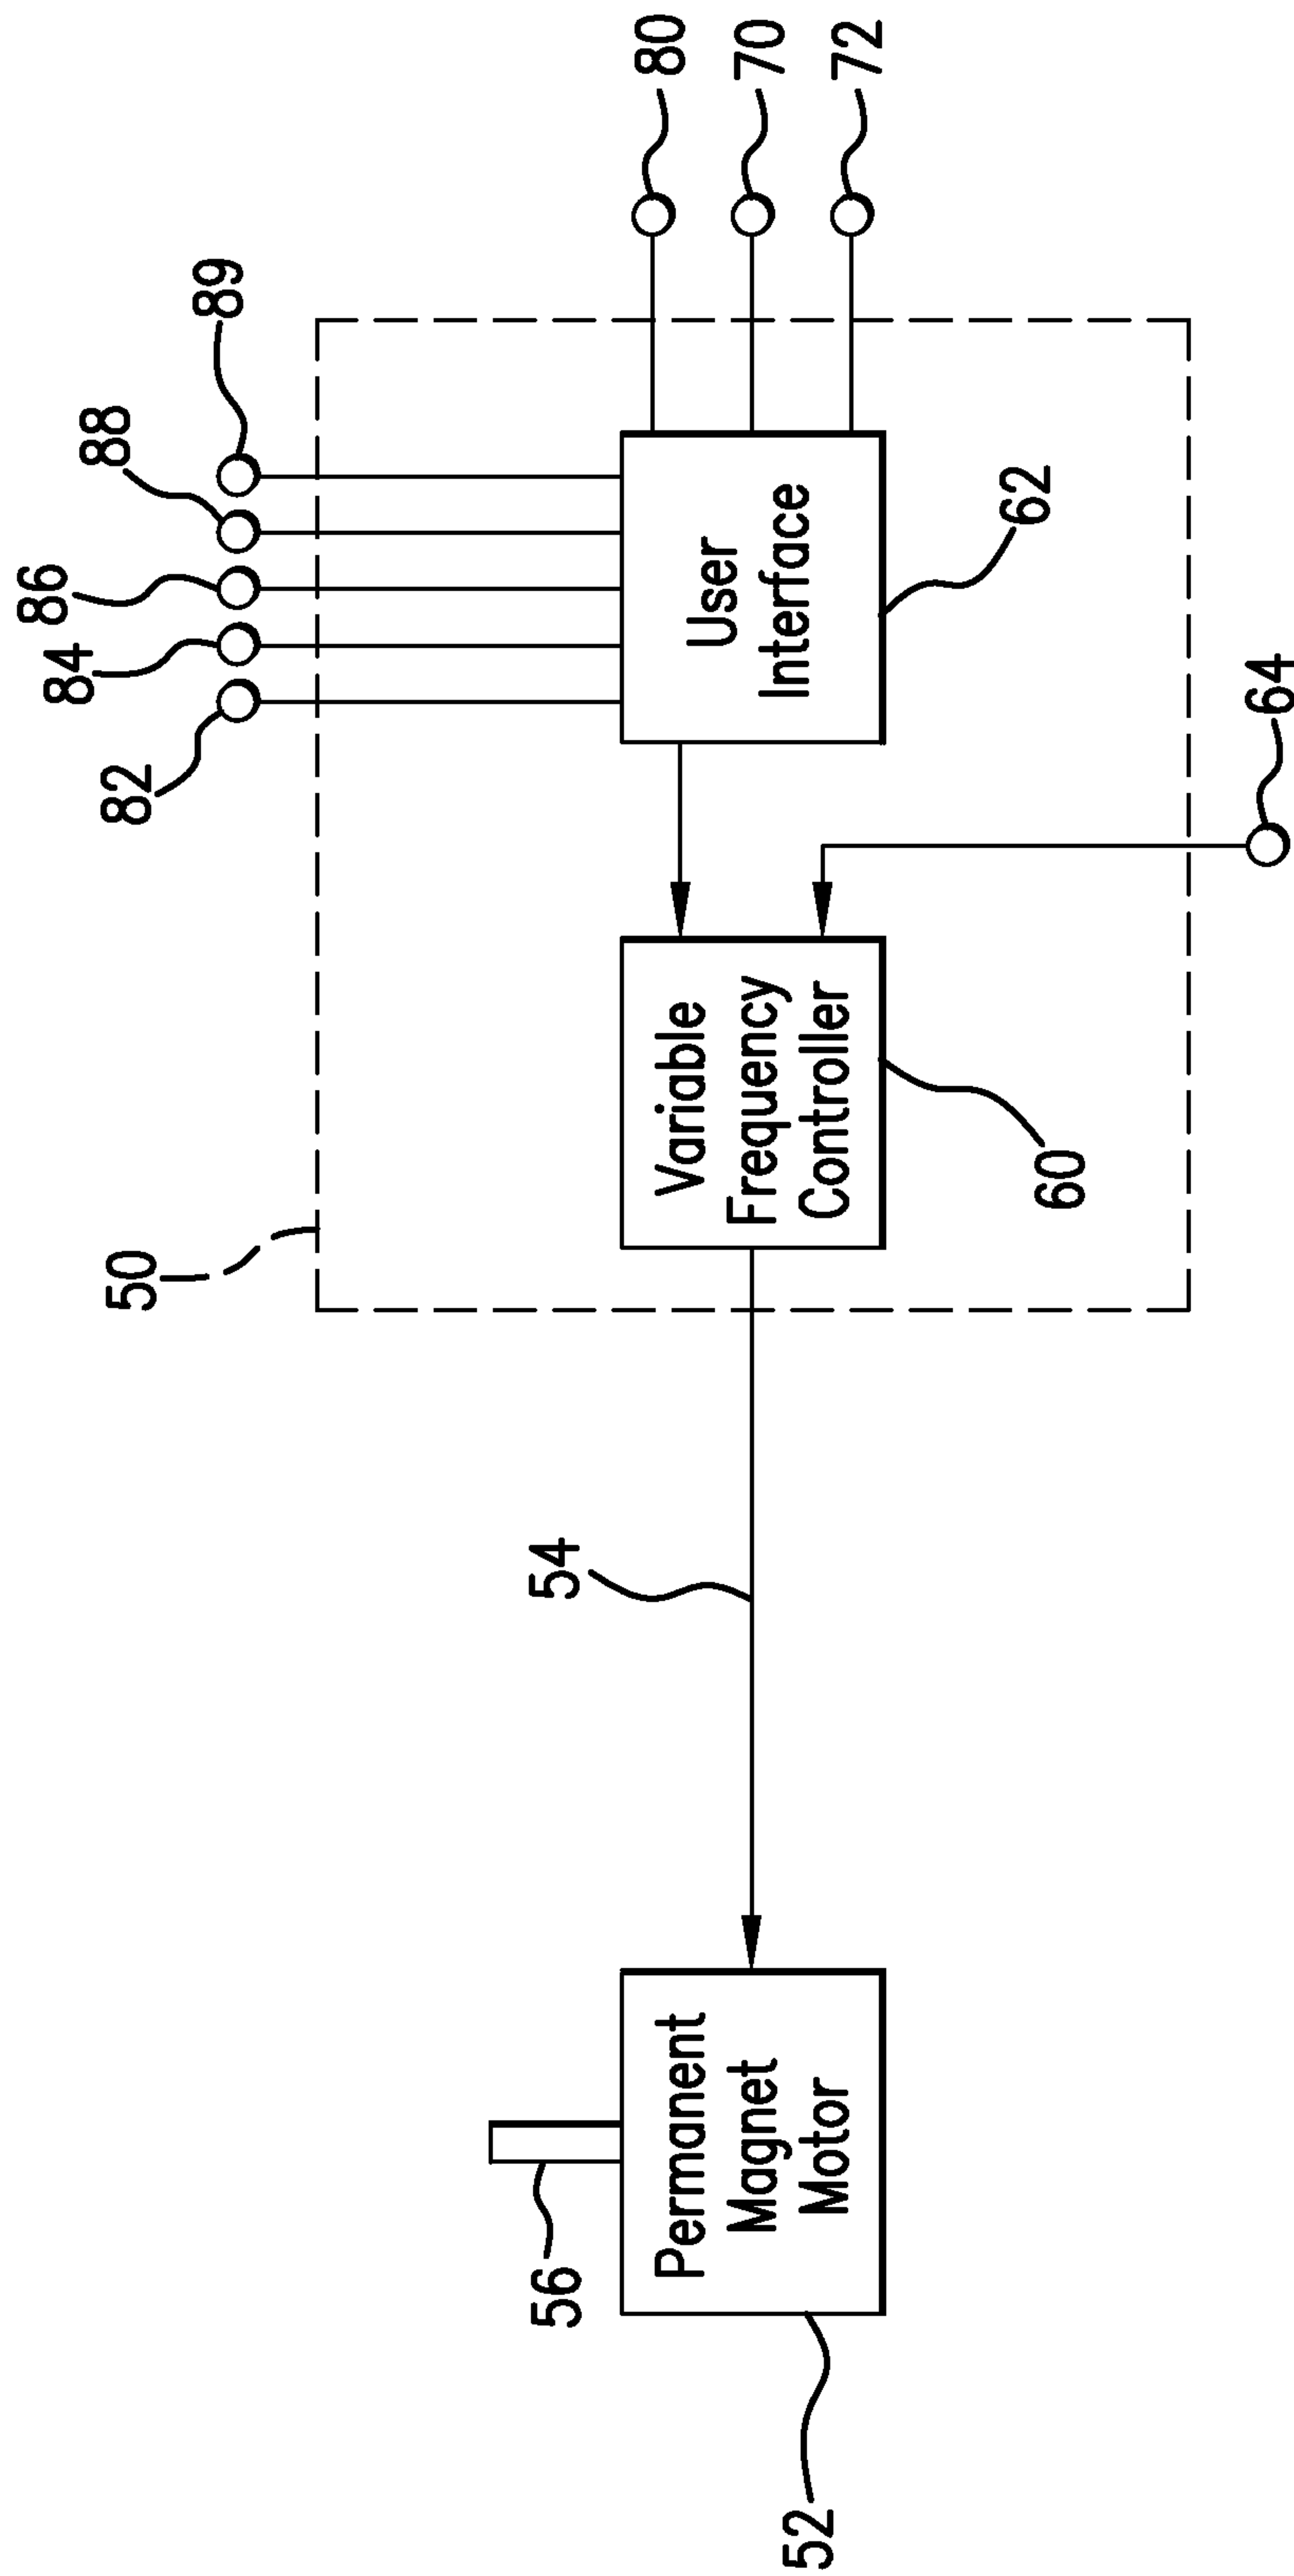 80
70
72
89
88
86
84
82
User
Interface
62
64
Variable
Frequency
Controller
60
50
54
Permanent
Magnet
Motor
56
52